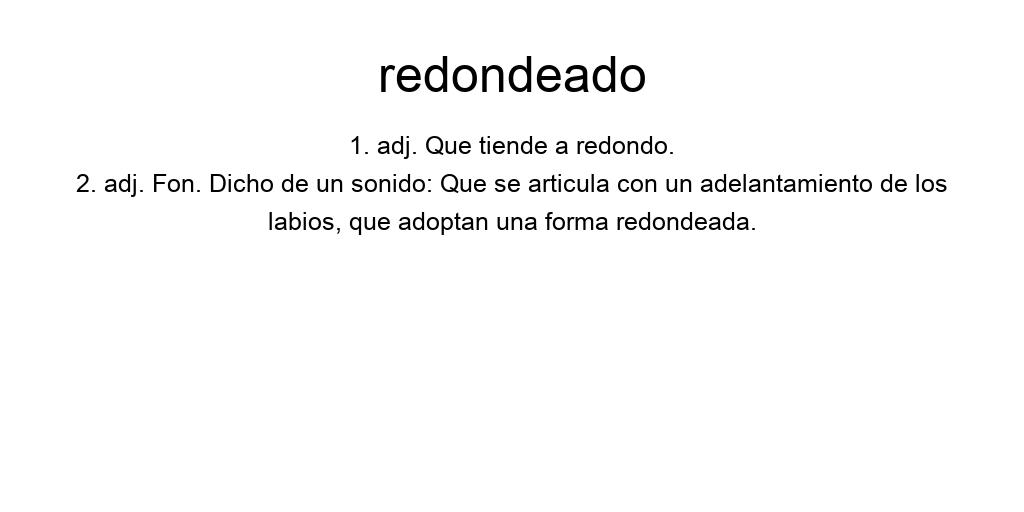 redondeado
1. adj. Que tiende a redondo.
2. adj. Fon. Dicho de un sonido: Que se articula con un adelantamiento de los
labios, que adoptan una forma redondeada.